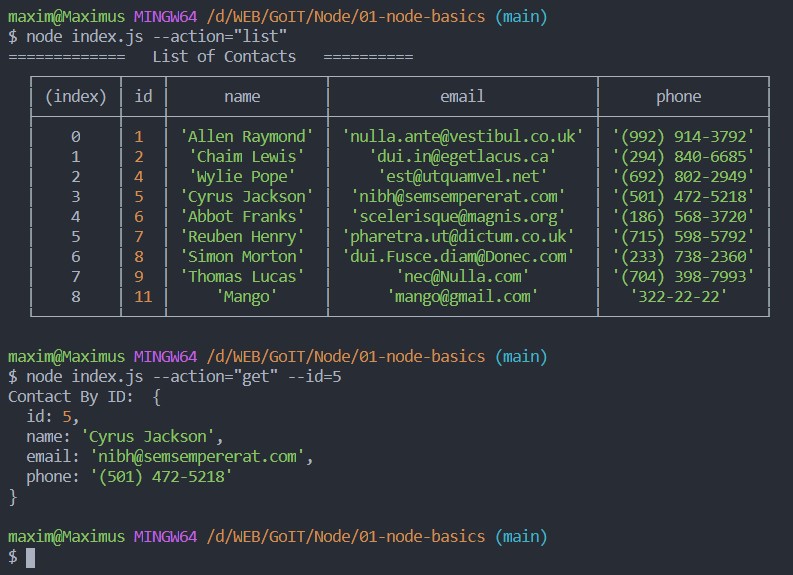 maxim@Maximus MINGW64 /d/WEB/GoIT/Node/01-node-basics (main)
$ node index.js --action="list"
============= List of Contacts ==========
(index) id name email phone
0 1 'Allen Raymond' 'nulla.ante@vestibul.co.uk' '(992) 914-3792'
1 2 'Chaim Lewis' 'dui.in@egetlacus.ca' '(294) 840-6685'
2 4 'Wylie Pope' 'est@utquamvel.net' '(692) 802-2949'
3 5 'Cyrus Jackson' 'nibh@semsempererat.com' '(501) 472-5218'
4 6 'Abbot Franks' 'scelerisque@magnis.org' '(186) 568-3720'
5 7 'Reuben Henry' 'pharetra.ut@dictum.co.uk' '(715) 598-5792'
6 8 'Simon Morton' 'dui.Fusce.diam@Donec.com' '(233) 738-2360'
7 9 'Thomas Lucas' 'nec@Nulla.com' '(704) 398-7993'
8 11 'Mango' 'mango@gmail.com' '322-22-22'
maxim@Maximus MINGW64 /d/WEB/GoIT/Node/01-node-basics (main)
$ node index.js --action="get" --id=5
Contact By ID: {
id: 5,
name: 'Cyrus Jackson',
email: 'nibh@semsempererat.com',
phone: '(501) 472-5218'
}
maxim@Maximus MINGW64 /d/WEB/GoIT/Node/01-node-basics (main)
$